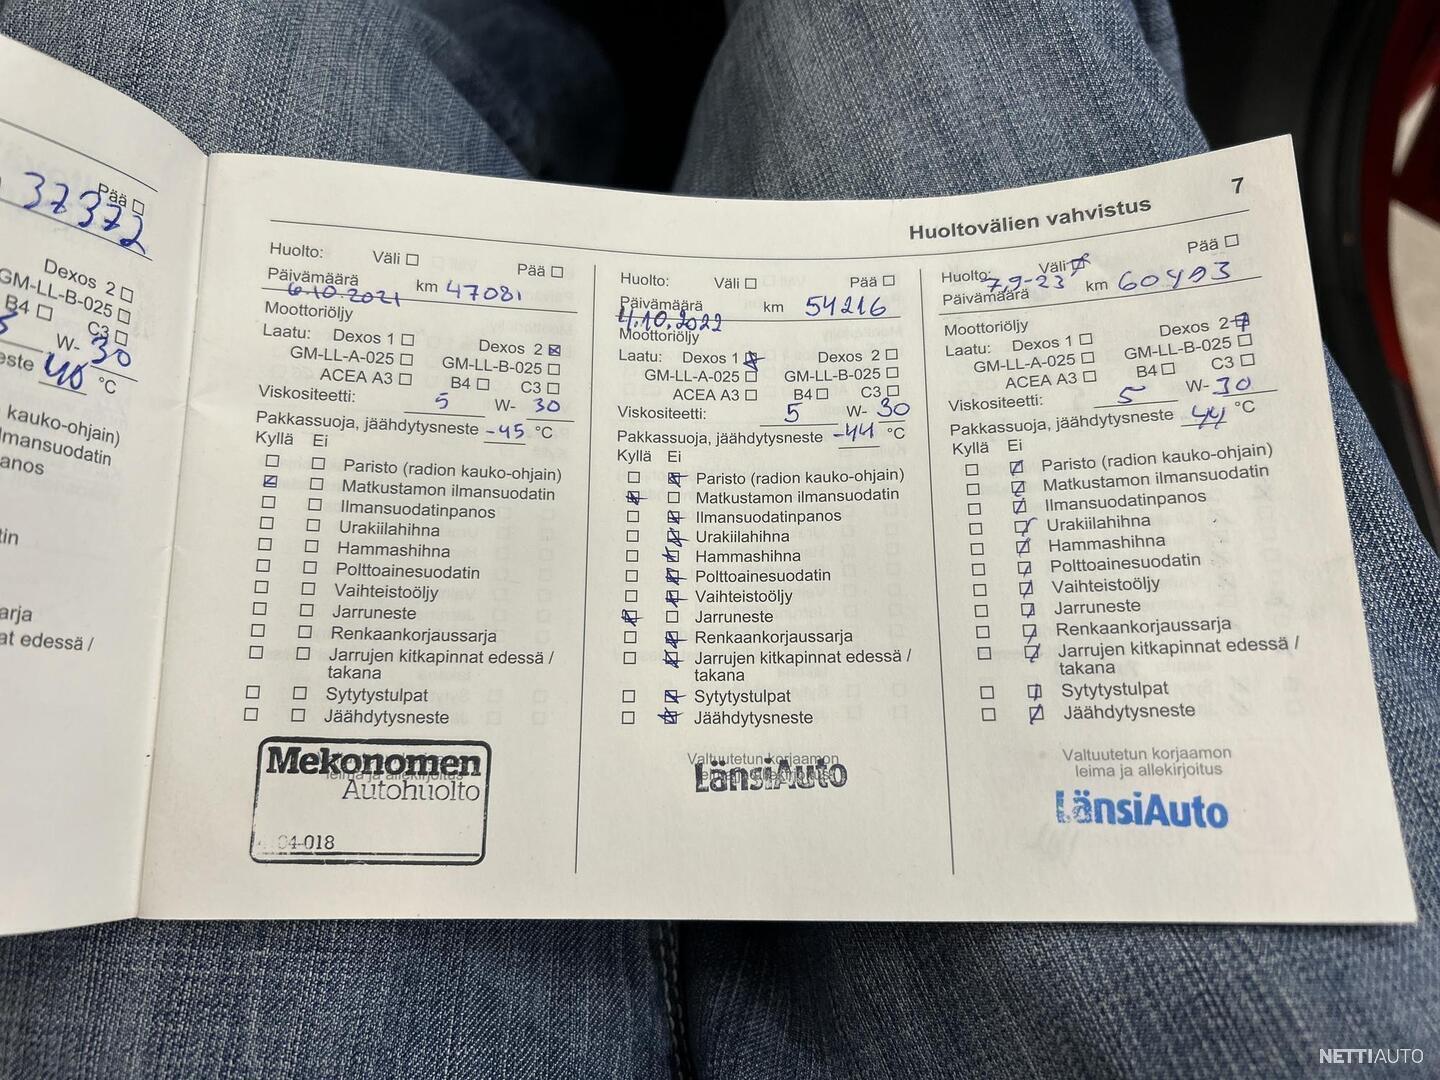 Pää
37372
Dexos 2
GM-LL-B-025
B4
C3
W- 30
40 °C
kauko-ohjain)
7
Huoltovälien vahvistus
Huolto: Väli Pää
Päivämäärä 6.10.2021 km 47081
Moottoriöljy
Laatu: Dexos 1 Dexos 2
GM-LL-A-025 GM-LL-B-025
ACEA A3 B4 C3
Viskositeetti: 5 W- 30
Pakkassuoja, jäähdytysneste -45 °C
Kyllä Ei
Paristo (radion kauko-ohjain)
Matkustamon ilmansuodatin
Ilmansuodatinpanos
Urakiilahihna
Hammashihna
Polttoainesuodatin
Vaihteistoöljy
Jarruneste
Renkaankorjaussarja
Jarrujen kitkapinnat edessä /
takana
Sytytystulpat
Jäähdytysneste
leima ja allekirjoitus
Mekonomen
Autohuolto
04-018
Huolto: Väli Pää
Päivämäärä 4.10.2022 km 54216
Moottoriöljy
Laatu: Dexos 1 Dexos 2
GM-LL-A-025 GM-LL-B-025
ACEA A3 B4 C3
Viskositeetti: 5 W- 30
Pakkassuoja, jäähdytysneste -44 °C
Kyllä Ei
Paristo (radion kauko-ohjain)
Matkustamon ilmansuodatin
Ilmansuodatinpanos
Urakiilahihna
Hammashihna
Polttoainesuodatin
Vaihteistoöljy
Jarruneste
Renkaankorjaussarja
Jarrujen kitkapinnat edessä /
takana
Sytytystulpat
Jäähdytysneste
Valtuutetun korjaamon
LänsiAuto
Huolto: Väli Pää
Päivämäärä 7.9-23 km 60493
Moottoriöljy
Laatu: Dexos 1 Dexos 2
GM-LL-A-025 GM-LL-B-025
ACEA A3 B4 C3
Viskositeetti: 5 W- 30
Pakkassuoja, jäähdytysneste 44 °C
Kyllä Ei
Paristo (radion kauko-ohjain)
Matkustamon ilmansuodatin
Ilmansuodatinpanos
Urakiilahihna
Hammashihna
Polttoainesuodatin
Vaihteistoöljy
Jarruneste
Renkaankorjaussarja
Jarrujen kitkapinnat edessä /
takana
Sytytystulpat
Jäähdytysneste
Valtuutetun korjaamon
leima ja allekirjoitus
LänsiAuto
NETTIAUTO